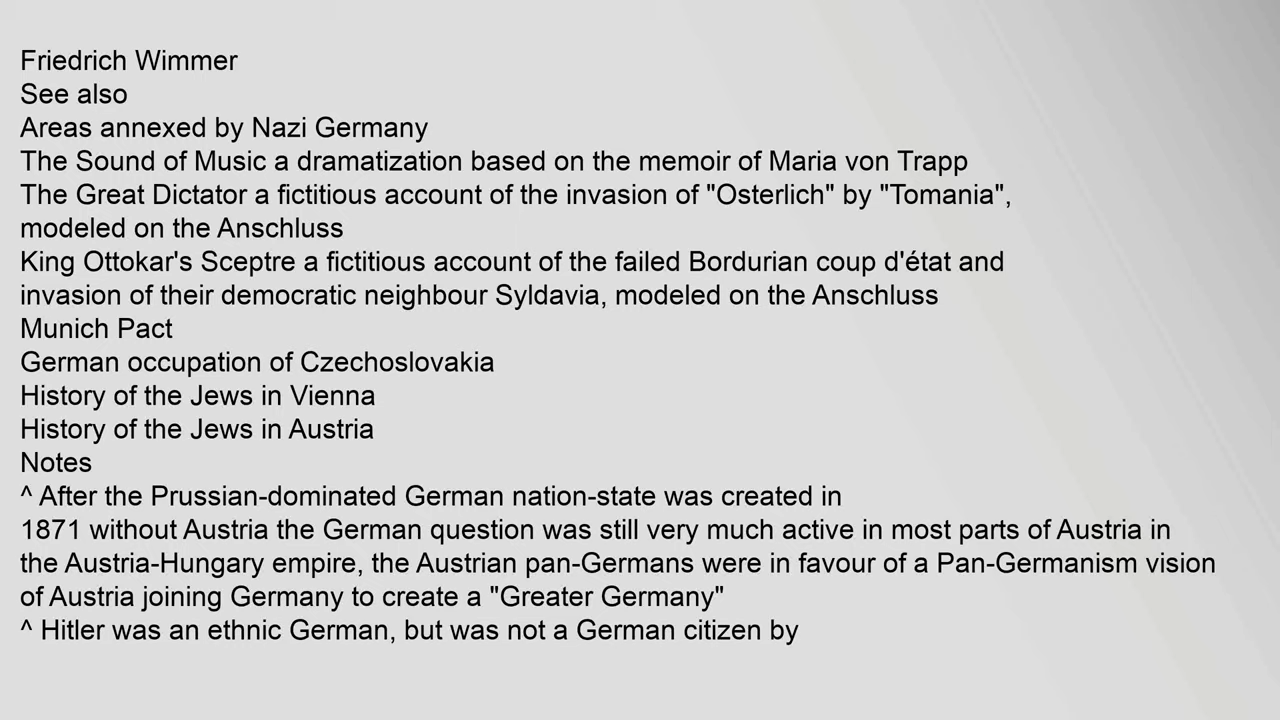 Friedrich Wimmer
See also
Areas annexed by Nazi Germany
The Sound of Music a dramatization based on the memoir of Maria von Trapp
The Great Dictator a fictitious account of the invasion of "Osterlich" by "Tomania",
modeled on the Anschluss
King Ottokar's Sceptre a fictitious account of the failed Bordurian coup d'état and
invasion of their democratic neighbour Syldavia, modeled on the Anschluss
Munich Pact
German occupation of Czechoslovakia
History of the Jews in Vienna
History of the Jews in Austria
Notes
^ After the Prussian-dominated German nation-state was created in
1871 without Austria the German question was still very much active in most parts of Austria in
the Austria-Hungary empire, the Austrian pan-Germans were in favour of a Pan-Germanism vision
of Austria joining Germany to create a "Greater Germany"
^ Hitler was an ethnic German, but was not a German citizen by